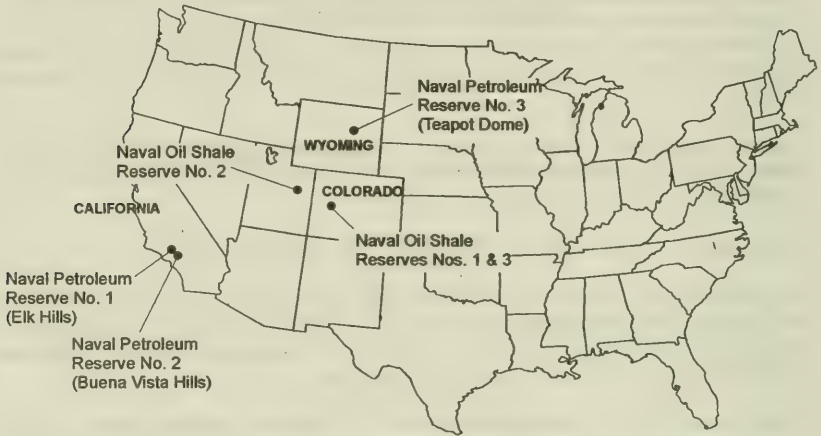 Naval Petroleum
Reserve No. 3
(Teapot Dome)
WYOMING
Naval Oil Shale
Reserve No. 2
COLORADO
CALIFORNIA
Naval Oil Shale
Reserves Nos. 1 & 3
Naval Petroleum
Reserve No. 1
(Elk Hills)
Naval Petroleum
Reserve No. 2
(Buena Vista Hills)